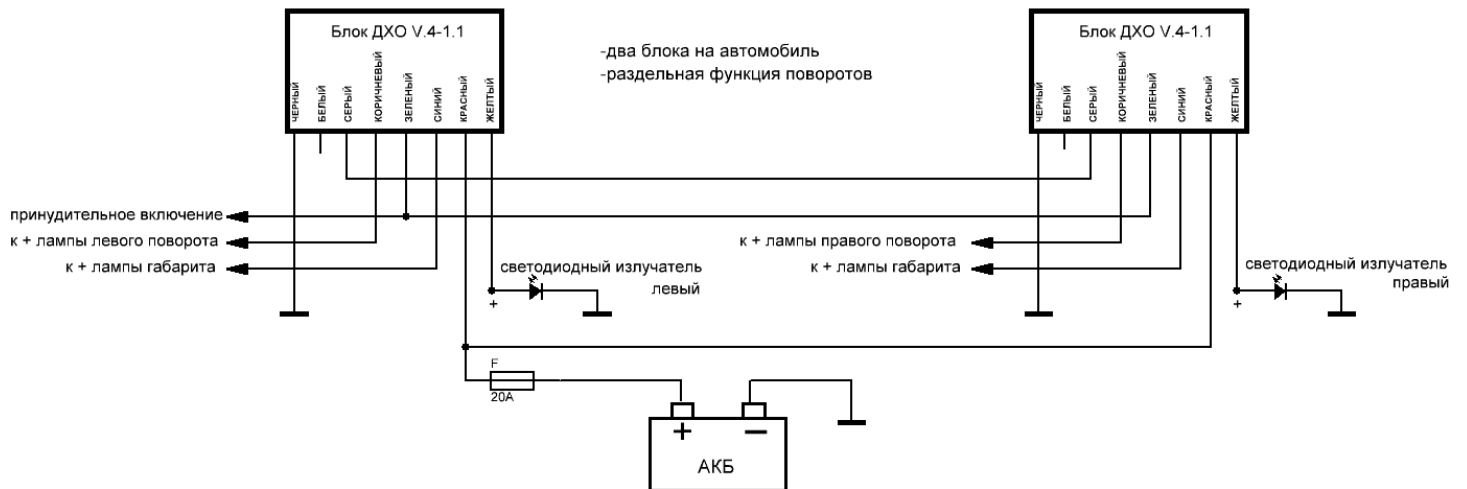 Блок ДХО V.4-1.1
ЧЕРНЫЙ
БЕЛЫЙ
СЕРЫЙ
КОРИЧНЕВЫЙ
ЗЕЛЕНЫЙ
СИНИЙ
КРАСНЫЙ
ЖЕЛТЫЙ
-два блока на автомобиль
-раздельная функция поворотов
Блок ДХО V.4-1.1
ЧЕРНЫЙ
БЕЛЫЙ
СЕРЫЙ
КОРИЧНЕВЫЙ
ЗЕЛЕНЫЙ
СИНИЙ
КРАСНЫЙ
ЖЕЛТЫЙ
принудительное включение
к + лампы левого поворота
к + лампы габарита
светодиодный излучатель
левый
+
к + лампы правого поворота
к + лампы габарита
светодиодный излучатель
правый
+
F
20А
+ −
АКБ